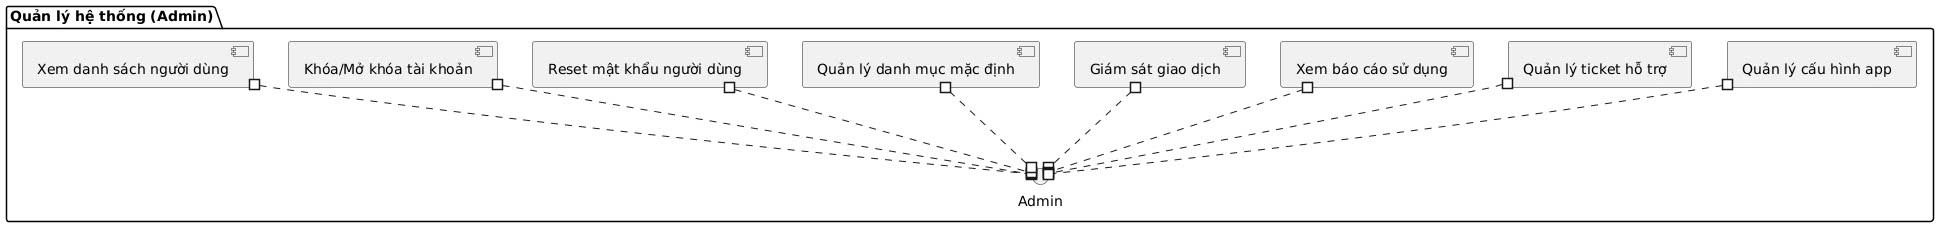 Quản lý hệ thống (Admin)
Xem danh sách người dùng
Khóa/Mở khóa tài khoản
Reset mật khẩu người dùng
Quản lý danh mục mặc định
Giám sát giao dịch
Xem báo cáo sử dụng
Quản lý ticket hỗ trợ
Quản lý cấu hình app
Admin